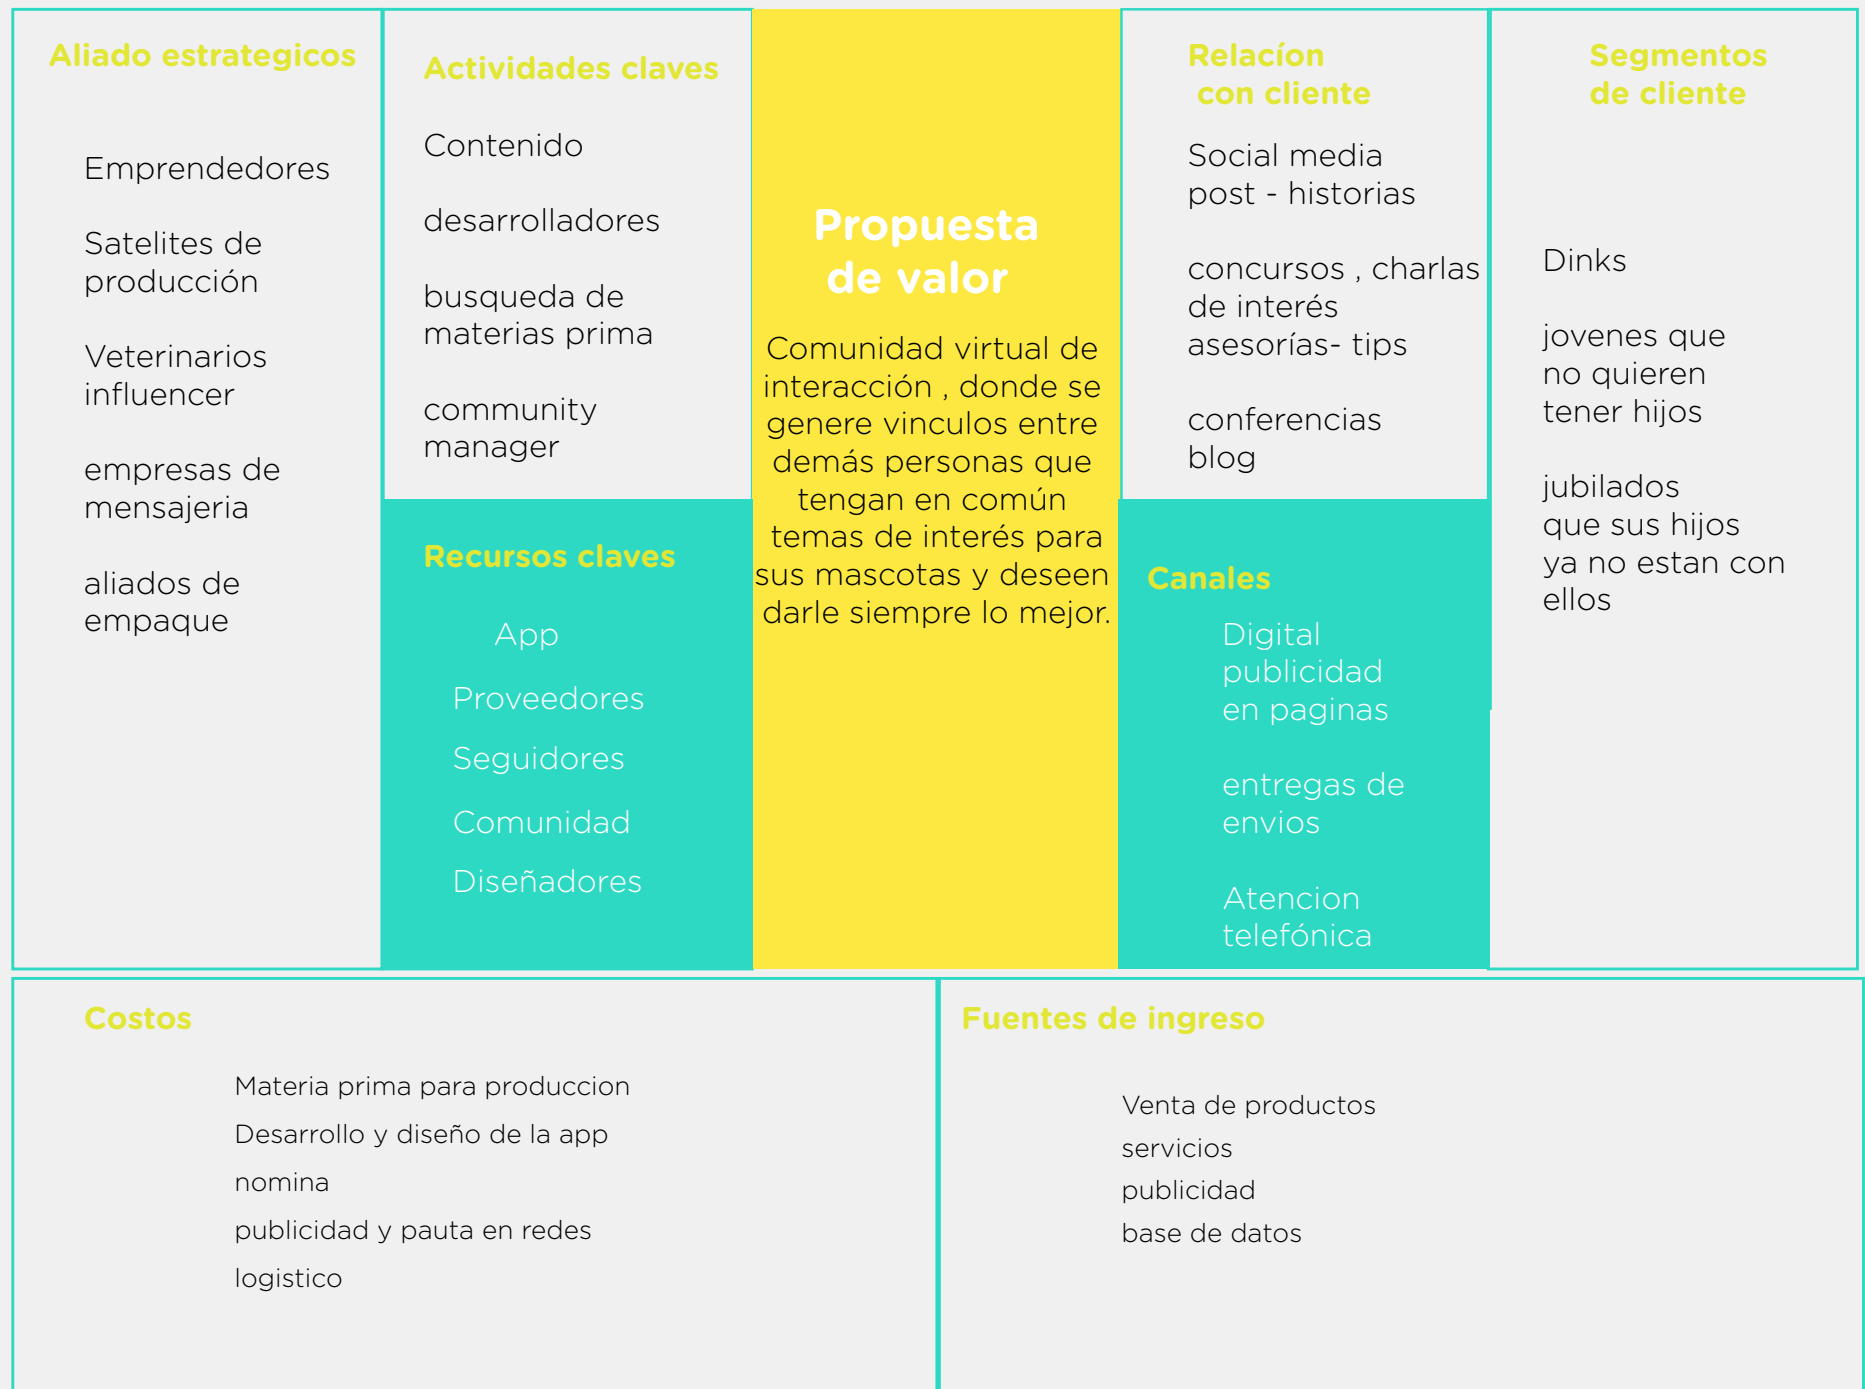 Aliado estrategicos
Emprendedores
Satelites de
producción
Veterinarios
influencer
empresas de
mensajeria
aliados de
empaque
Actividades claves
Contenido
desarrolladores
busqueda de
materias prima
community
manager
Recursos claves
App
Proveedores
Seguidores
Comunidad
Diseñadores
Propuesta
de valor
Comunidad virtual de
interacción , donde se
genere vinculos entre
demás personas que
tengan en común
temas de interés para
sus mascotas y deseen
darle siempre lo mejor.
Relacíon
con cliente
Social media
post - historias
concursos , charlas
de interés
asesorías- tips
conferencias
blog
Canales
Digital
publicidad
en paginas
entregas de
envios
Atencion
telefónica
Segmentos
de cliente
Dinks
jovenes que
no quieren
tener hijos
jubilados
que sus hijos
ya no estan con
ellos
Costos
Materia prima para produccion
Desarrollo y diseño de la app
nomina
publicidad y pauta en redes
logistico
Fuentes de ingreso
Venta de productos
servicios
publicidad
base de datos